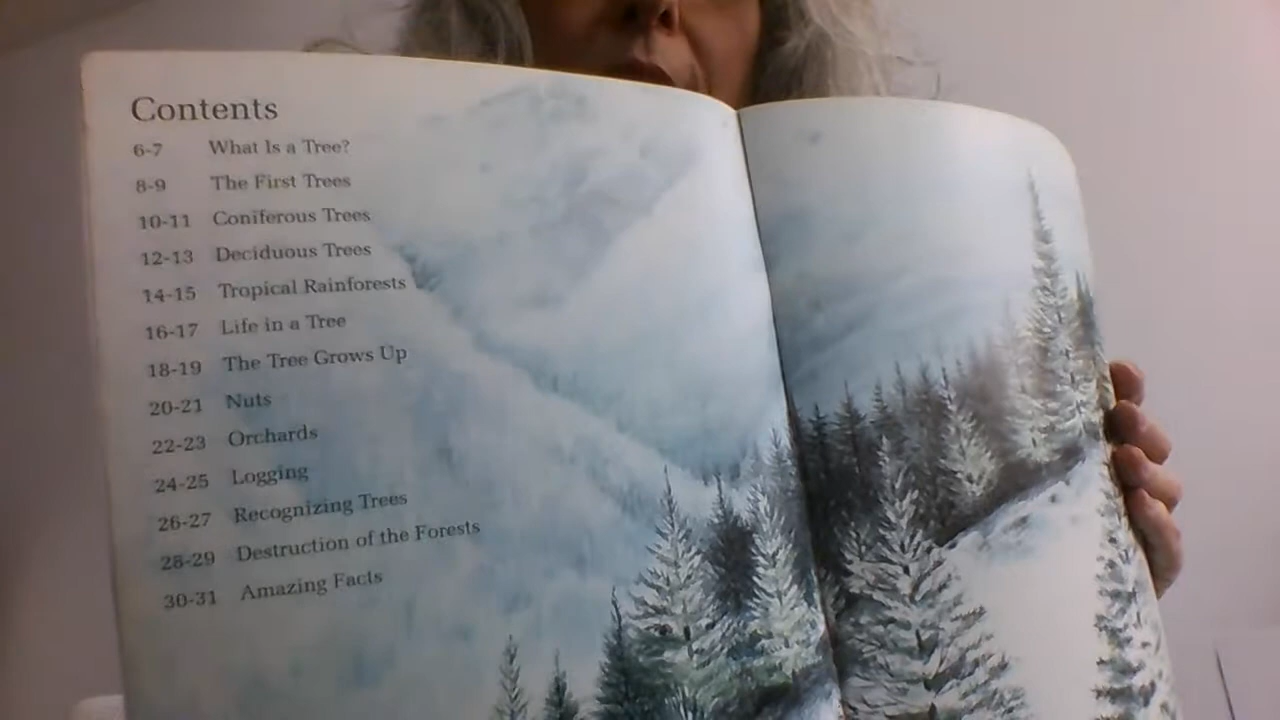 Contents
6-7 What Is a Tree?
8-9 The First Trees
10-11 Coniferous Trees
12-13 Deciduous Trees
14-15 Tropical Rainforests
16-17 Life in a Tree
18-19 The Tree Grows Up
20-21 Nuts
22-23 Orchards
24-25 Logging
26-27 Recognizing Trees
28-29 Destruction of the Forests
30-31 Amazing Facts